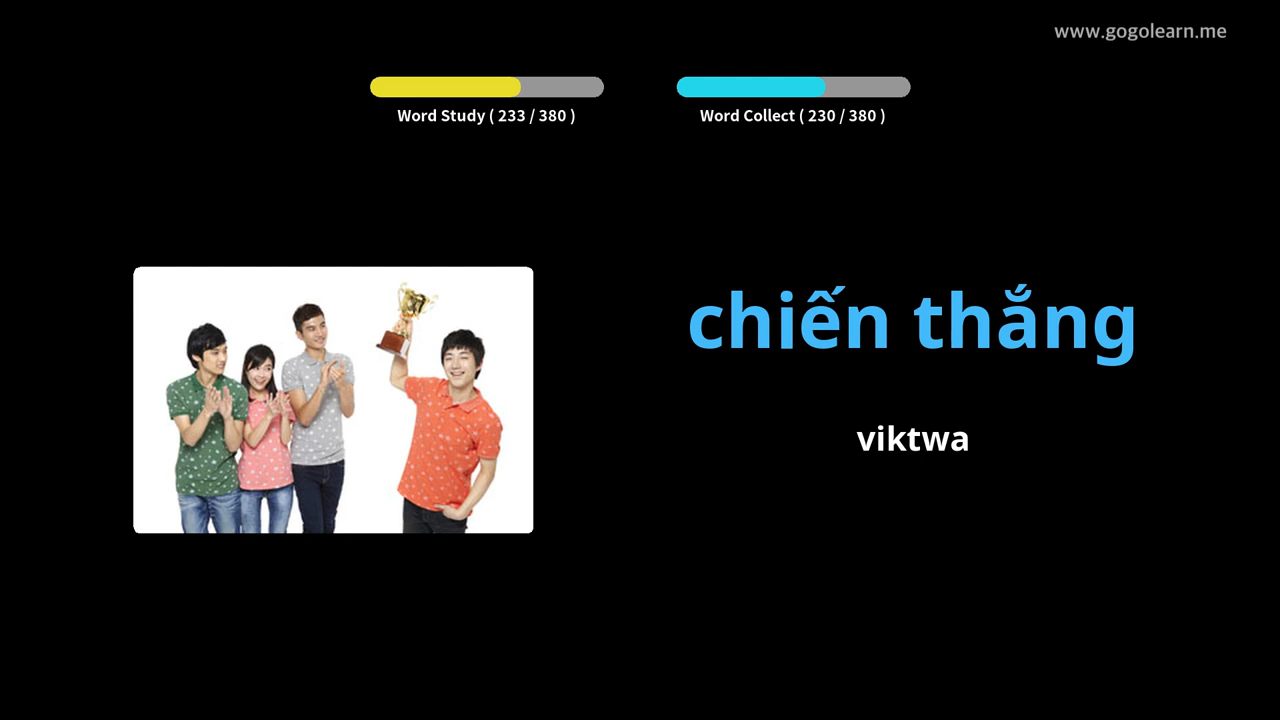 www.gogolearn.me
Word Study ( 233 / 380 )
Word Collect ( 230 / 380 )
chiến thắng
viktwa